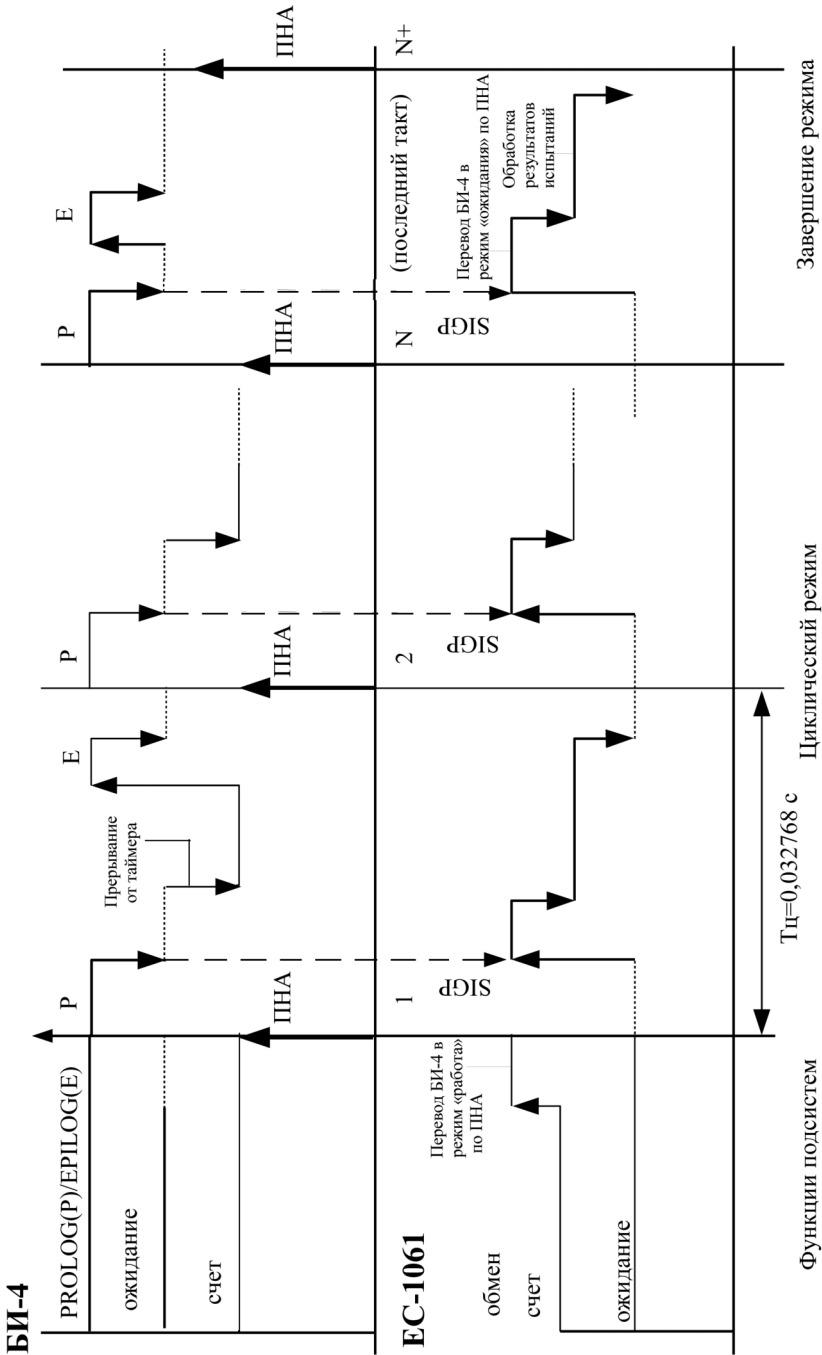 БИ-4
PROLOG(P)/EPILOG(E)
ожидание
счет
P
Прерывание
от таймера
E
P
P
E
ПНА
ПНА
ПНА
ПНА
ЕС-1061
1
2
N
(последний такт)
N+
обмен
счет
ожидание
Перевод БИ-4 в
режим «работа»
по ПНА
SIGP
SIGP
SIGP
Перевод БИ-4 в
режим «ожидания» по ПНА
Обработка
результатов
испытаний
Тц=0,032768 с
Функции подсистем
Циклический режим
Завершение режима